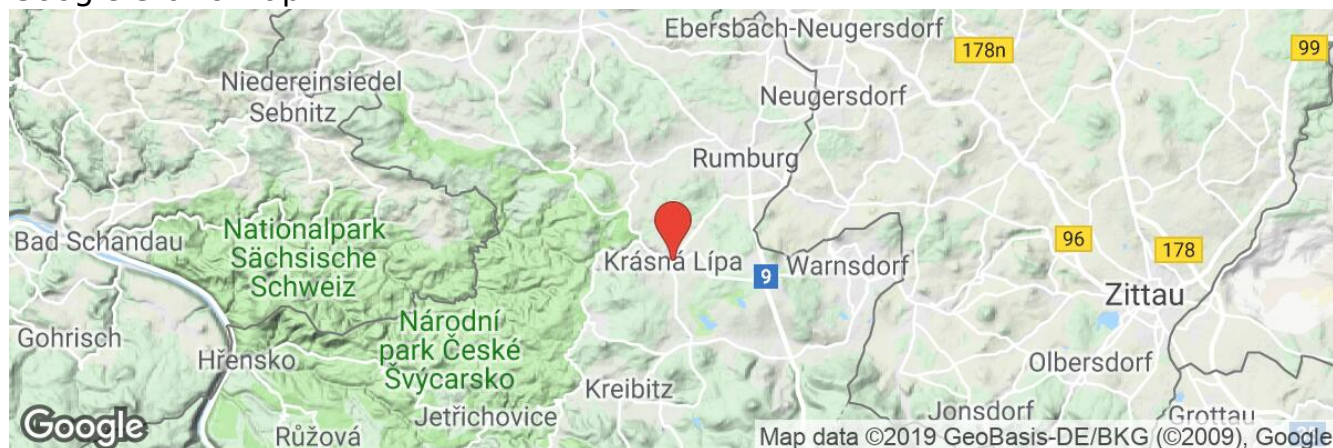 Ebersbach-Neugersdorf
178n
99
Niedereinsiedel
Sebnitz
Neugersdorf
Rumburg
Nationalpark
Sächsische
Schweiz
Bad Schandau
Krásná Lípa
9
Warnsdorf
96
178
Zittau
Gohrisch
Hřensko
Národní
park České
Švýcarsko
Olbersdorf
Kreibitz
Jetřichovice
Jonsdorf
Grottau
Růžová
Google
Map data ©2019 GeoBasis-DE/BKG (©2009), Google